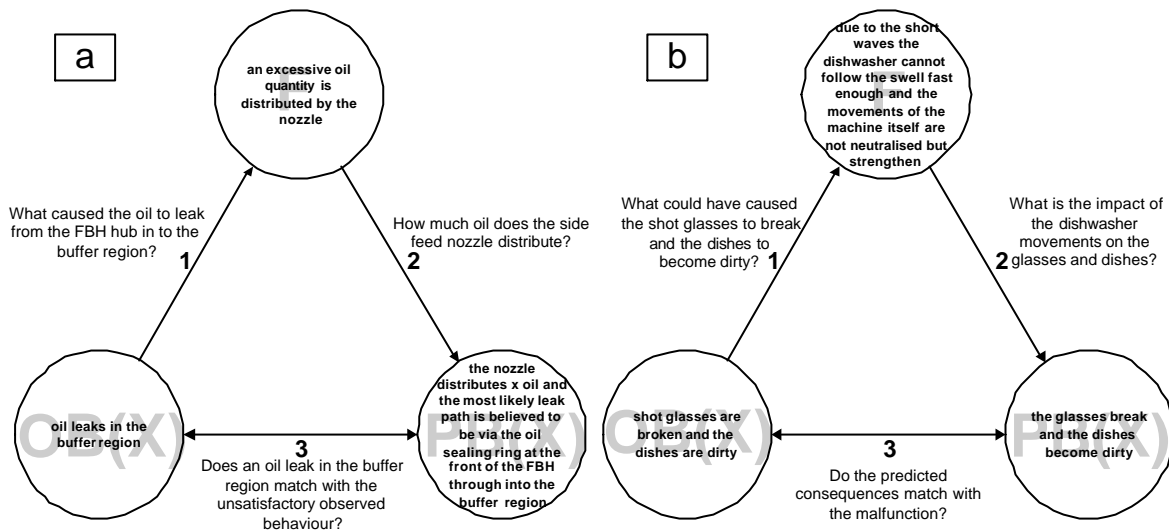 a
F
an excessive oil
quantity is
distributed by the
nozzle
What caused the oil to leak
from the FBH hub in to the
buffer region?
1
How much oil does the side
feed nozzle distribute?
2
OB(X)
oil leaks in the
buffer region
3
Does an oil leak in the buffer
region match with the
unsatisfactory observed
behaviour?
PB(X)
the nozzle
distributes x oil and
the most likely leak
path is believed to
be via the oil
sealing ring at the
front of the FBH
through into the
buffer region
b
F
due to the short
waves the
dishwasher cannot
follow the swell fast
enough and the
movements of the
machine itself are
not neutralised but
strengthen
What could have caused
the shot glasses to break
and the dishes to
become dirty?
1
What is the impact of
the dishwasher
movements on the
glasses and dishes?
2
OB(X)
shot glasses are
broken and the
dishes are dirty
3
Do the predicted
consequences match with
the malfunction?
PB(X)
the glasses break
and the dishes
become dirty